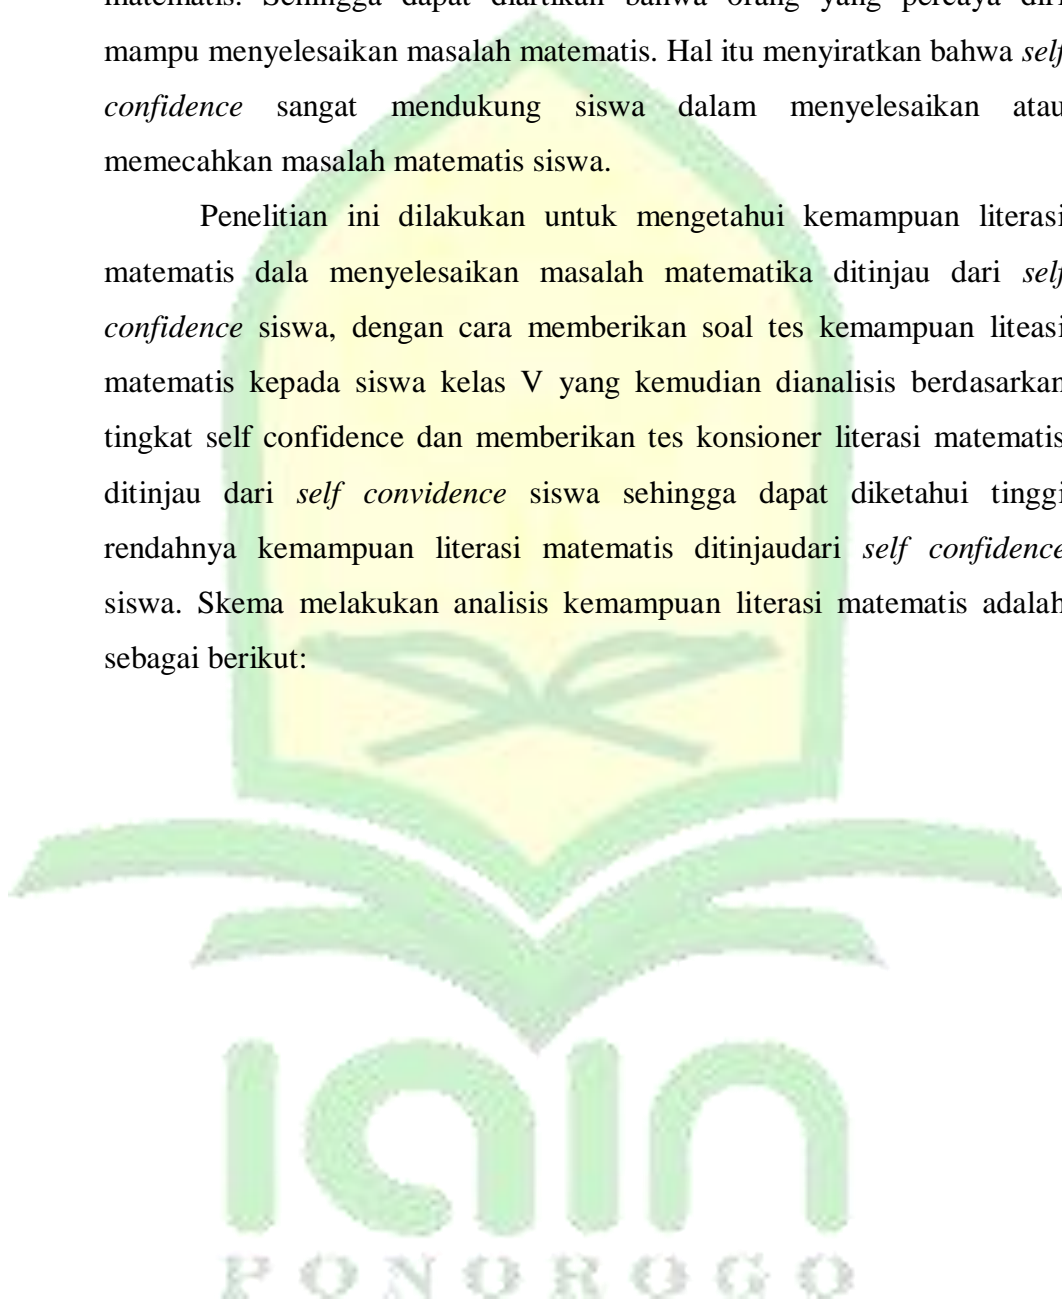 matematis. Sehingga dapat diartikan bahwa orang yang percaya diri
mampu menyelesaikan masalah matematis. Hal itu menyiratkan bahwa self
confidence sangat mendukung siswa dalam menyelesaikan atau
memecahkan masalah matematis siswa.
Penelitian ini dilakukan untuk mengetahui kemampuan literasi
matematis dala menyelesaikan masalah matematika ditinjau dari self
confidence siswa, dengan cara memberikan soal tes kemampuan liteasi
matematis kepada siswa kelas V yang kemudian dianalisis berdasarkan
tingkat self confidence dan memberikan tes konsioner literasi matematis
ditinjau dari self convidence siswa sehingga dapat diketahui tinggi
rendahnya kemampuan literasi matematis ditinjaudari self confidence
siswa. Skema melakukan analisis kemampuan literasi matematis adalah
sebagai berikut:
iain
PONOROGO